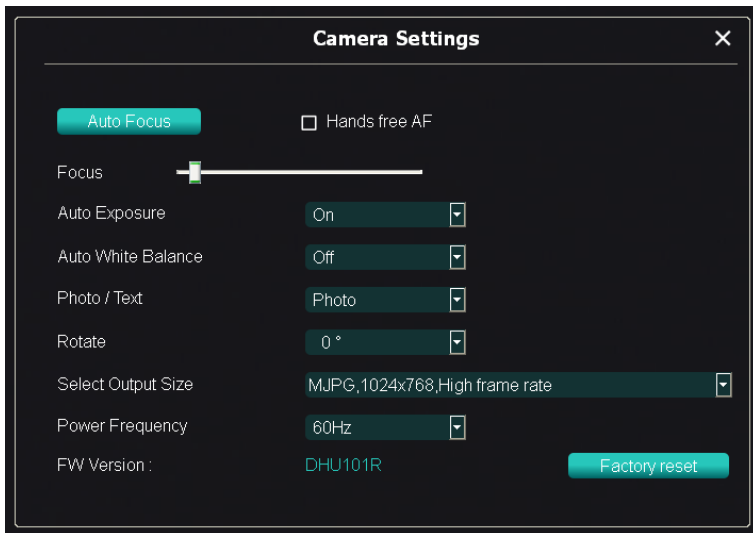 Camera Settings
Auto Focus Hands free AF
Focus
Auto Exposure On
Auto White Balance Off
Photo / Text Photo
Rotate 0 °
Select Output Size MJPG,1024x768,High frame rate
Power Frequency 60Hz
FW Version : DHU101R Factory reset